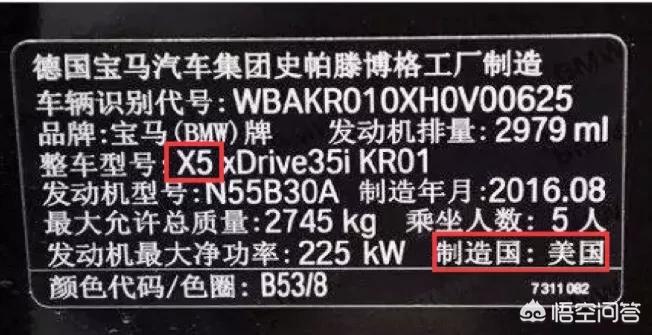 德国宝马汽车集团史帕滕博格工厂制造
车辆识别代号: WBAKR010XH0V00625
品牌: 宝马(BMW)牌 发动机排量: 2979 ml
整车型号: X5 xDrive35i KR01
发动机型号: N55B30A 制造年月: 2016.08
最大允许总质量: 2745 kg 乘坐人数: 5 人
发动机最大净功率: 225 kW 制造国: 美国
颜色代码/色圈: B53/8 7 311 082
悟空问答